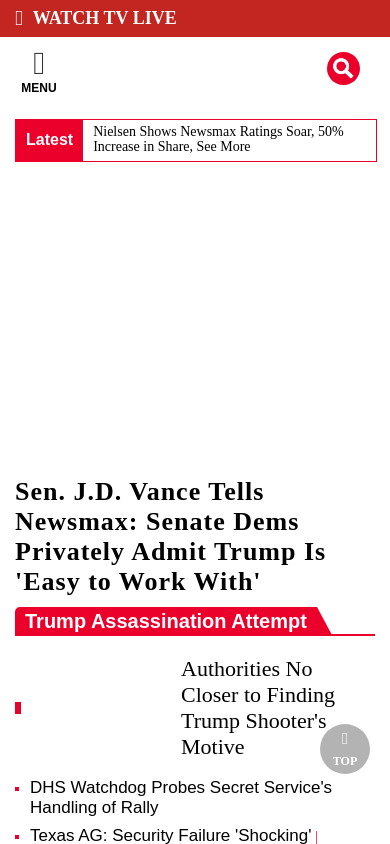 WATCH TV LIVE
MENU
Latest
Nielsen Shows Newsmax Ratings Soar, 50%
Increase in Share, See More
Sen. J.D. Vance Tells
Newsmax: Senate Dems
Privately Admit Trump Is
'Easy to Work With'
Trump Assassination Attempt
Authorities No
Closer to Finding
Trump Shooter's
Motive
TOP
DHS Watchdog Probes Secret Service's
Handling of Rally
Texas AG: Security Failure 'Shocking'